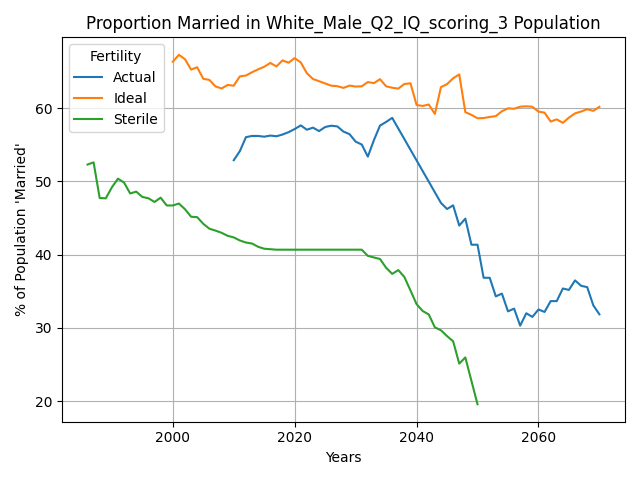 Proportion Married in White_Male_Q2_IQ_scoring_3 Population
Fertility
Actual
Ideal
Sterile
% of Population 'Married'
60
50
40
30
20
2000
2020
2040
2060
Years